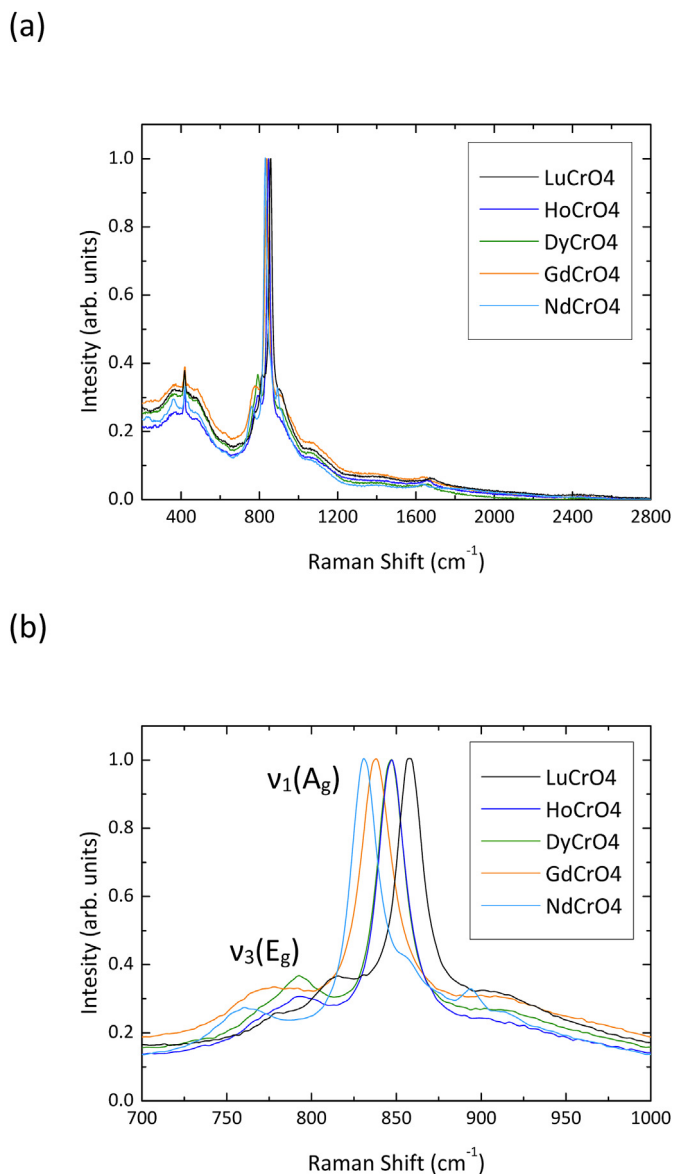 (a)
1.0
0.8
0.6
0.4
0.2
0.0
Intesity (arb. units)
LuCrO4
HoCrO4
DyCrO4
GdCrO4
NdCrO4
400 800 1200 1600 2000 2400 2800
Raman Shift (cm⁻¹)
(b)
1.0
0.8
0.6
0.4
0.2
0.0
Intesity (arb. units)
ν₁(A_g)
ν₃(E_g)
LuCrO4
HoCrO4
DyCrO4
GdCrO4
NdCrO4
700 750 800 850 900 950 1000
Raman Shift (cm⁻¹)